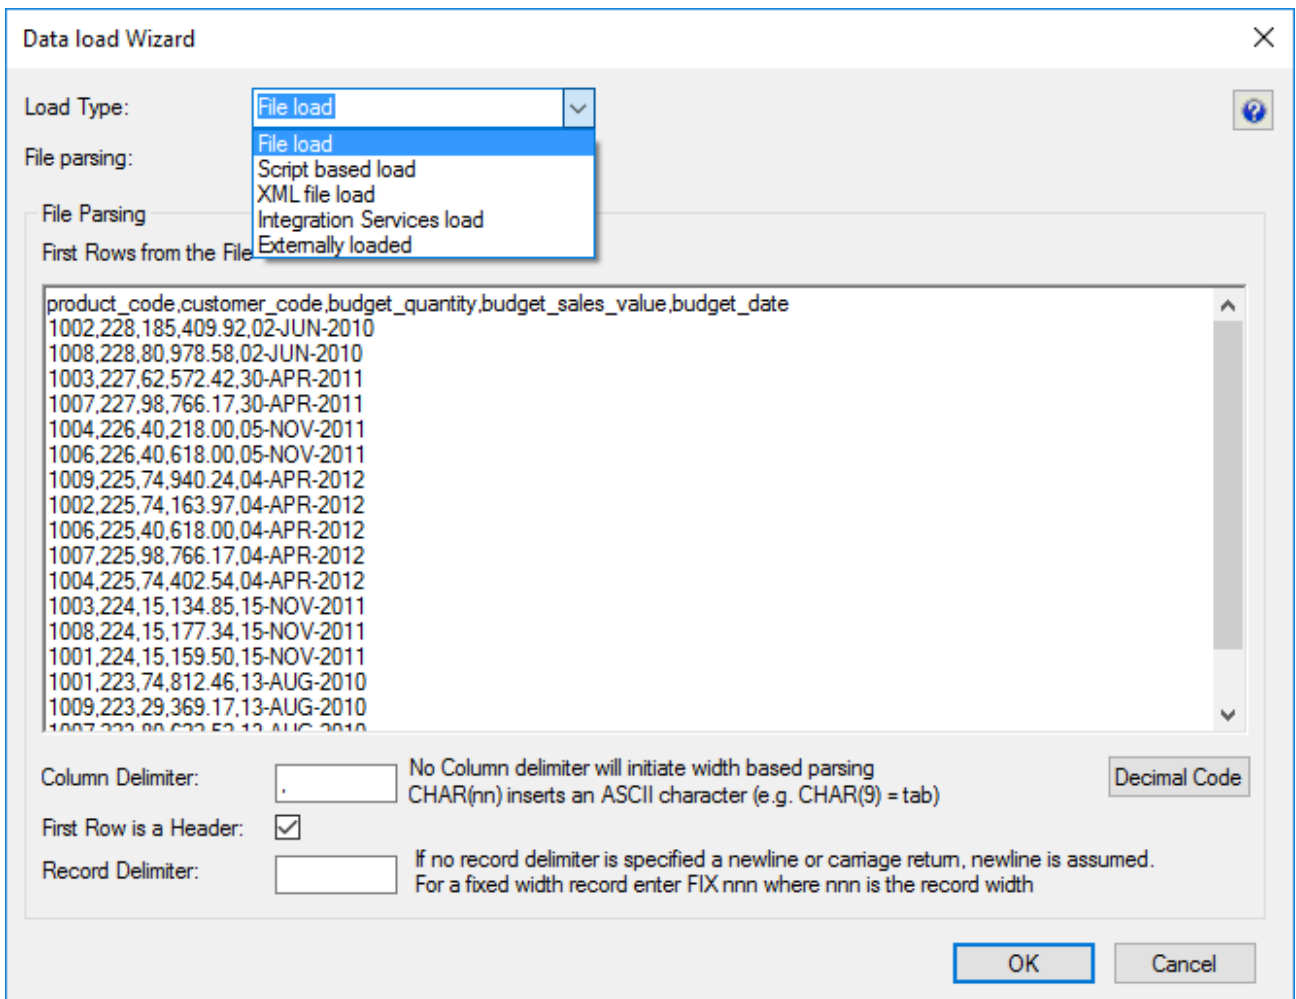 Data load Wizard
Load Type:
File load
File load
Script based load
XML file load
Integration Services load
Externally loaded
File parsing:
File Parsing
First Rows from the File
product_code,customer_code,budget_quantity,budget_sales_value,budget_date
1002,228,185,409.92,02-JUN-2010
1008,228,80,978.58,02-JUN-2010
1003,227,62,572.42,30-APR-2011
1007,227,98,766.17,30-APR-2011
1004,226,40,218.00,05-NOV-2011
1006,226,40,618.00,05-NOV-2011
1009,225,74,940.24,04-APR-2012
1002,225,74,163.97,04-APR-2012
1006,225,40,618.00,04-APR-2012
1007,225,98,766.17,04-APR-2012
1004,225,74,402.54,04-APR-2012
1003,224,15,134.85,15-NOV-2011
1008,224,15,177.34,15-NOV-2011
1001,224,15,159.50,15-NOV-2011
1001,223,74,812.46,13-AUG-2010
1009,223,29,369.17,13-AUG-2010
Column Delimiter:
,
No Column delimiter will initiate width based parsing
CHAR(nn) inserts an ASCII character (e.g. CHAR(9) = tab)
Decimal Code
First Row is a Header:
Record Delimiter:
If no record delimiter is specified a newline or carriage return, newline is assumed.
For a fixed width record enter FIX nnn where nnn is the record width
OK
Cancel